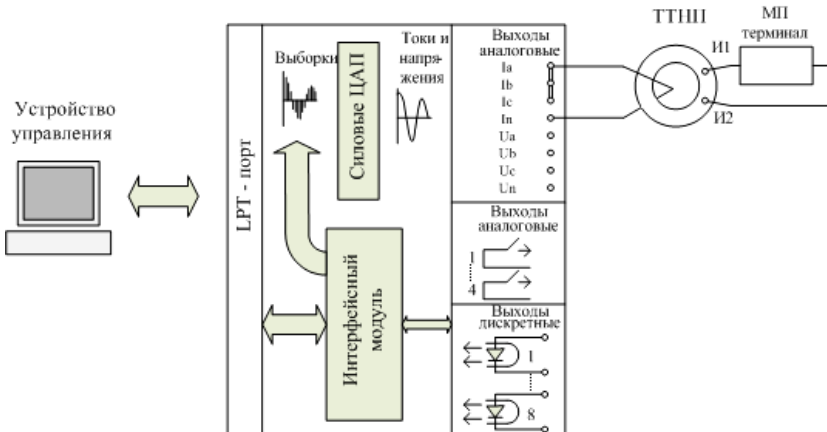 Устройство
управления
LPT - порт
Выборки
Силовые ЦАП
Токи и
напря-
жения
Интерфейсный
модуль
Выходы
аналоговые
Ia
Ib
Ic
In
Ua
Ub
Uc
Un
Выходы
аналоговые
1
4
Выходы
дискретные
1
8
ТТНП
И1
И2
МП
терминал